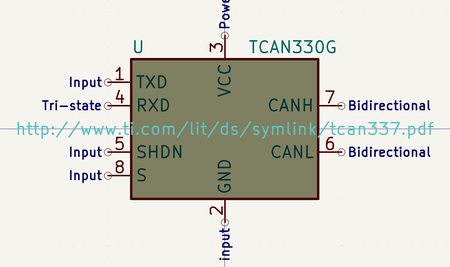 Power
U
TCAN330G
3
VCC
Input 1 TXD
Tri-state 4 RXD
CANH 7 Bidirectional
http://www.ti.com/lit/ds/symlink/tcan337.pdf
Input 5 SHDN
CANL 6 Bidirectional
Input 8 S
GND
2
input